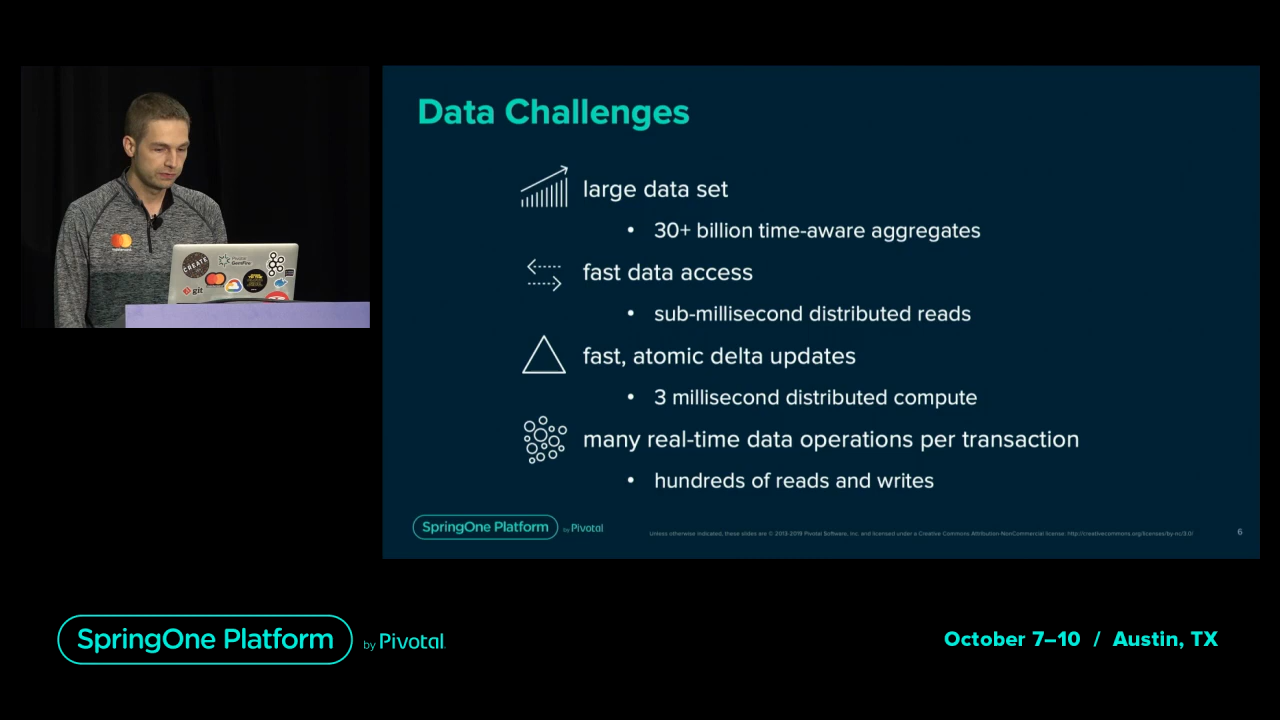 Data Challenges
large data set
• 30+ billion time-aware aggregates
fast data access
• sub-millisecond distributed reads
fast, atomic delta updates
• 3 millisecond distributed compute
many real-time data operations per transaction
• hundreds of reads and writes
SpringOne Platform by Pivotal
Unless otherwise indicated, these slides are © 2013-2019 Pivotal Software, Inc. and licensed under a Creative Commons Attribution-NonCommercial license: http://creativecommons.org/licenses/by-nc/3.0/
6
CREATE
GemFire
git
SpringOne Platform by Pivotal
October 7–10 / Austin, TX